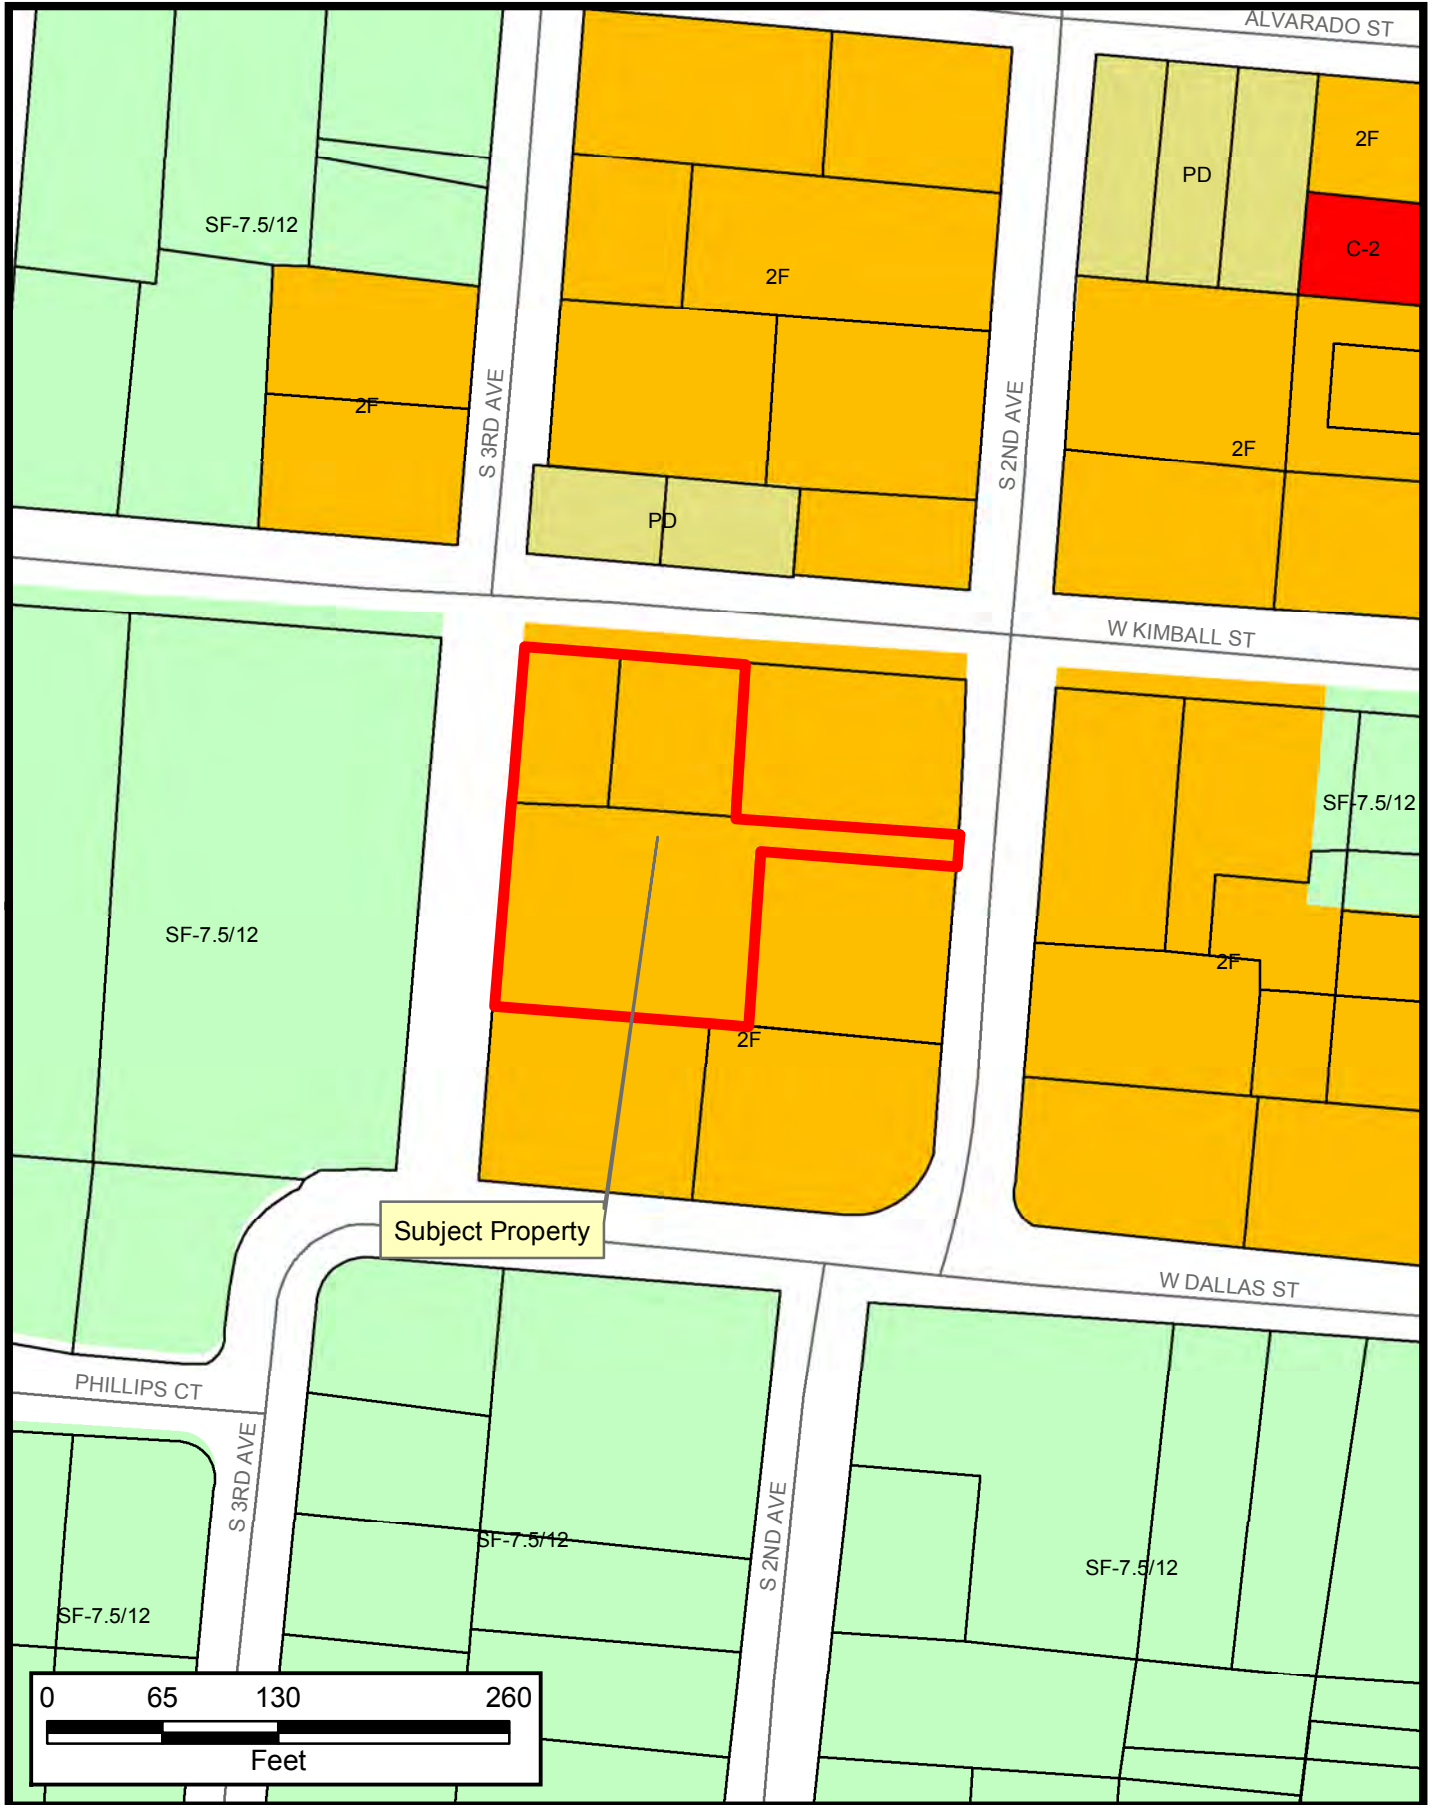 ALVARADO ST
2F
PD
SF-7.5/12
C-2
2F
S 3RD AVE
2F
S 2ND AVE
2F
PD
W KIMBALL ST
SF-7.5/12
SF-7.5/12
2F
2F
Subject Property
W DALLAS ST
PHILLIPS CT
S 3RD AVE
S 2ND AVE
SF-7.5/12
SF-7.5/12
SF-7.5/12
0 65 130 260
Feet